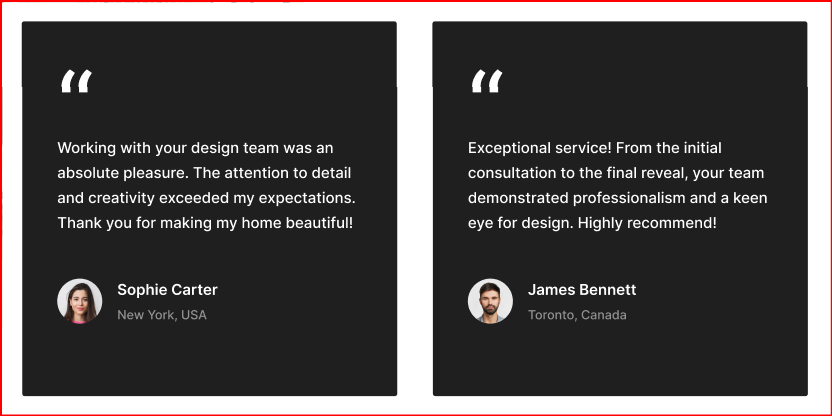 “
Working with your design team was an
absolute pleasure. The attention to detail
and creativity exceeded my expectations.
Thank you for making my home beautiful!
Sophie Carter
New York, USA
“
Exceptional service! From the initial
consultation to the final reveal, your team
demonstrated professionalism and a keen
eye for design. Highly recommend!
James Bennett
Toronto, Canada